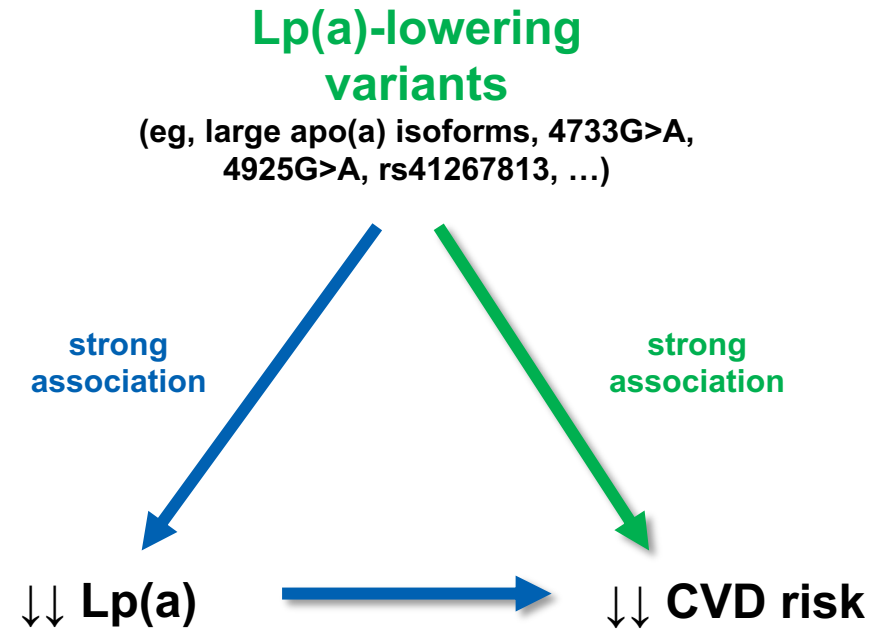 Lp(a)-lowering
variants
(eg, large apo(a) isoforms, 4733G>A,
4925G>A, rs41267813, …)
strong
association
strong
association
↓↓ Lp(a)
↓↓ CVD risk